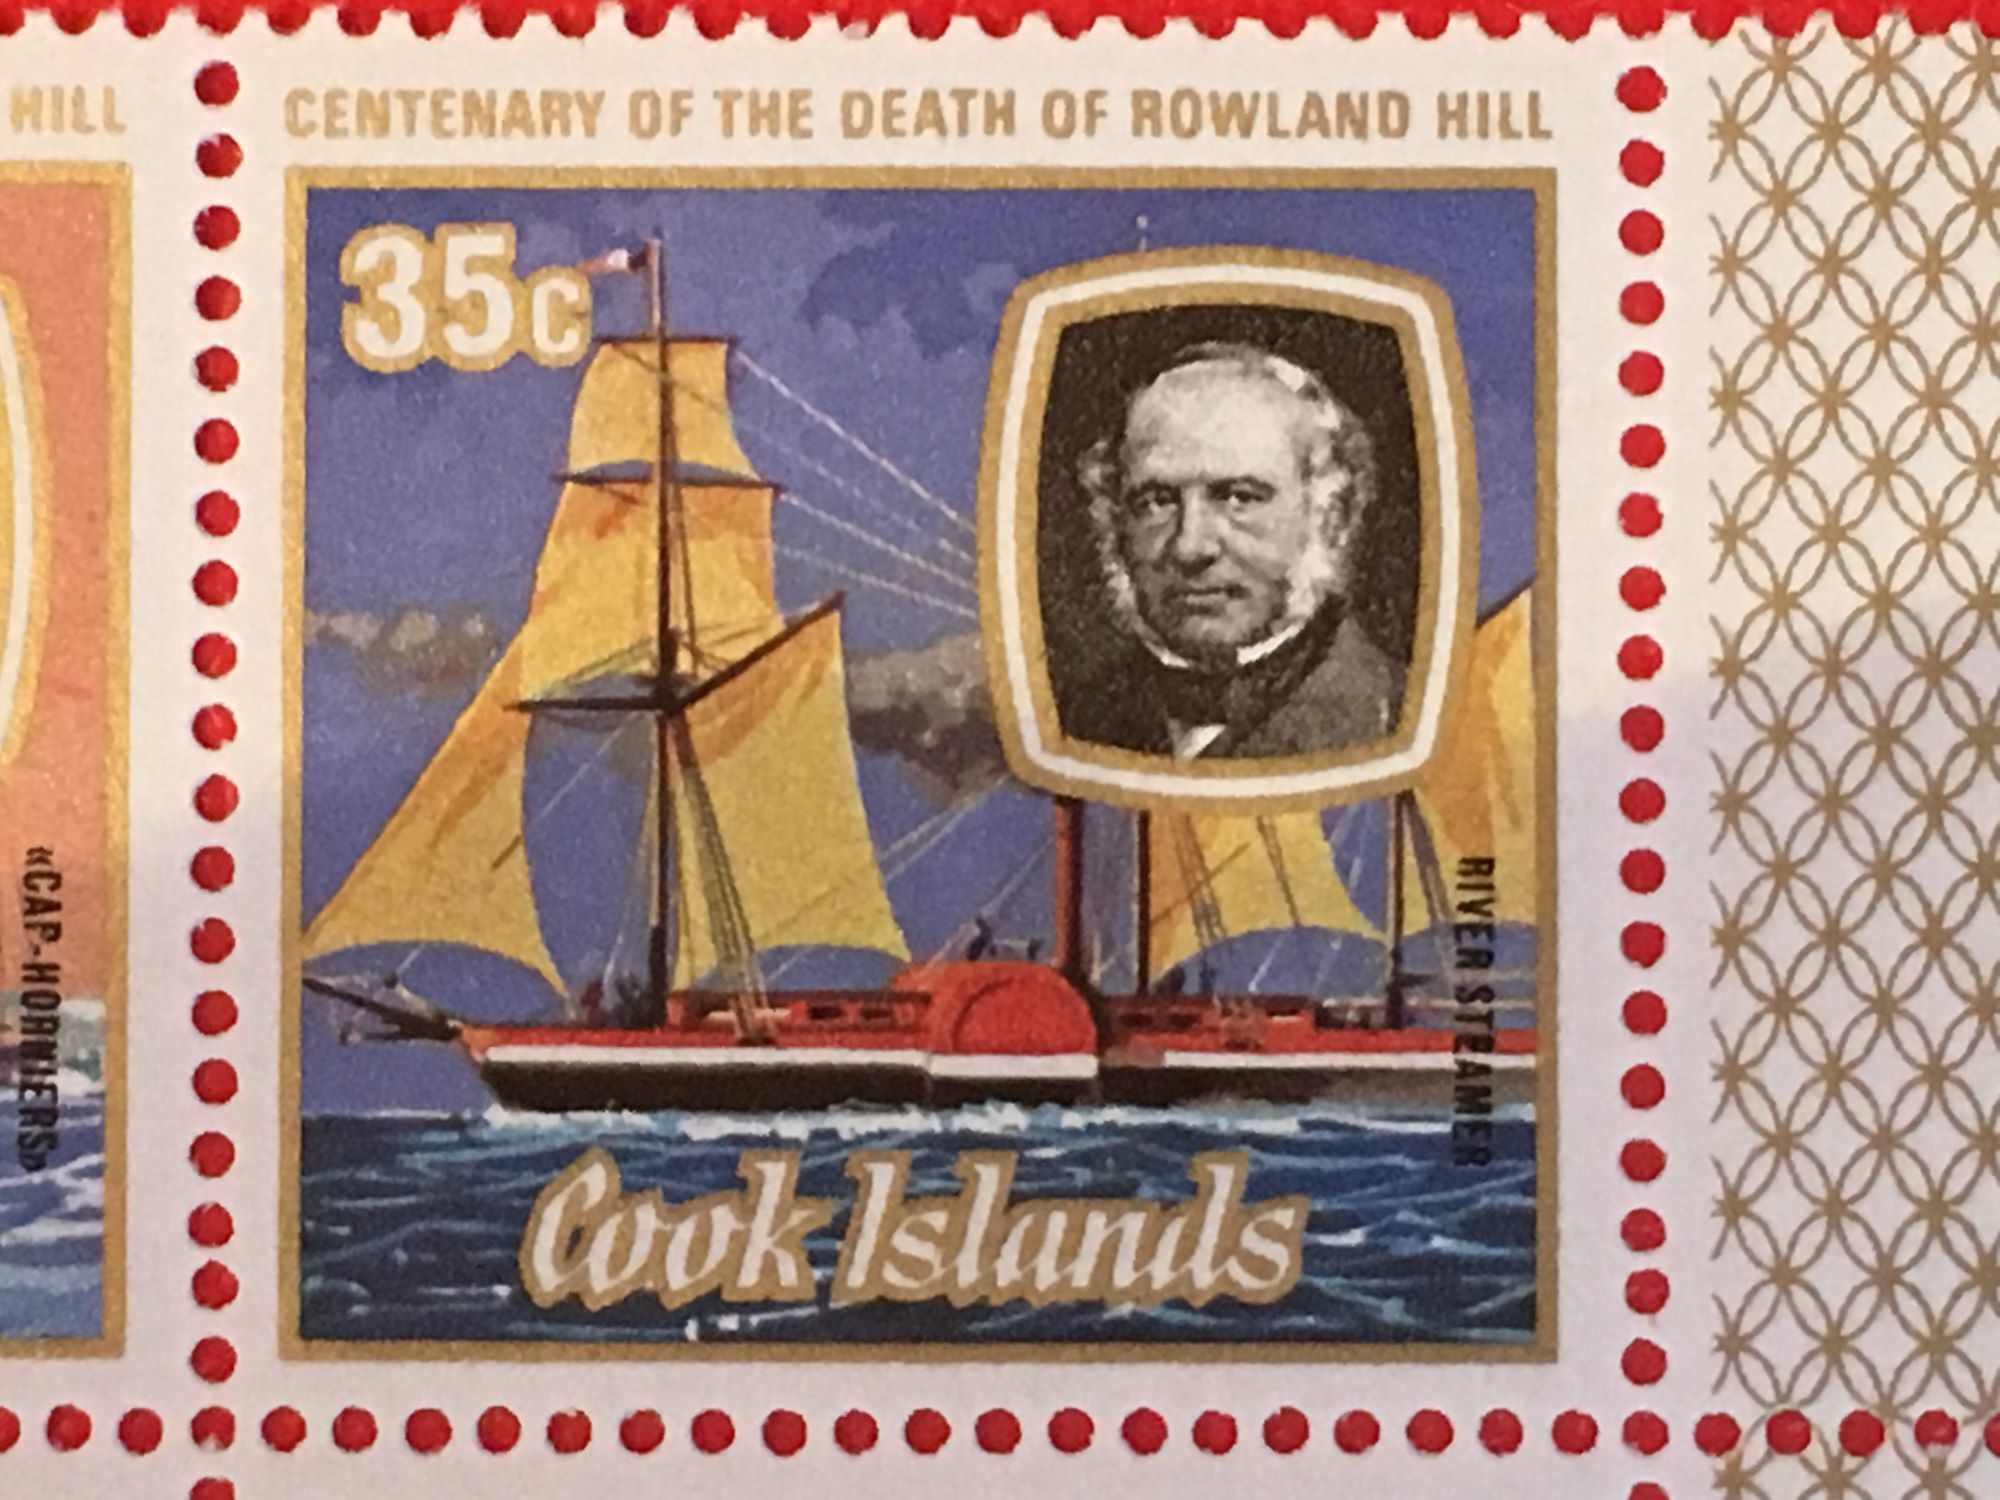 HILL
CENTENARY OF THE DEATH OF ROWLAND HILL
35c
«CAP-HORNIERS»
RIVER STEAMER
Cook Islands